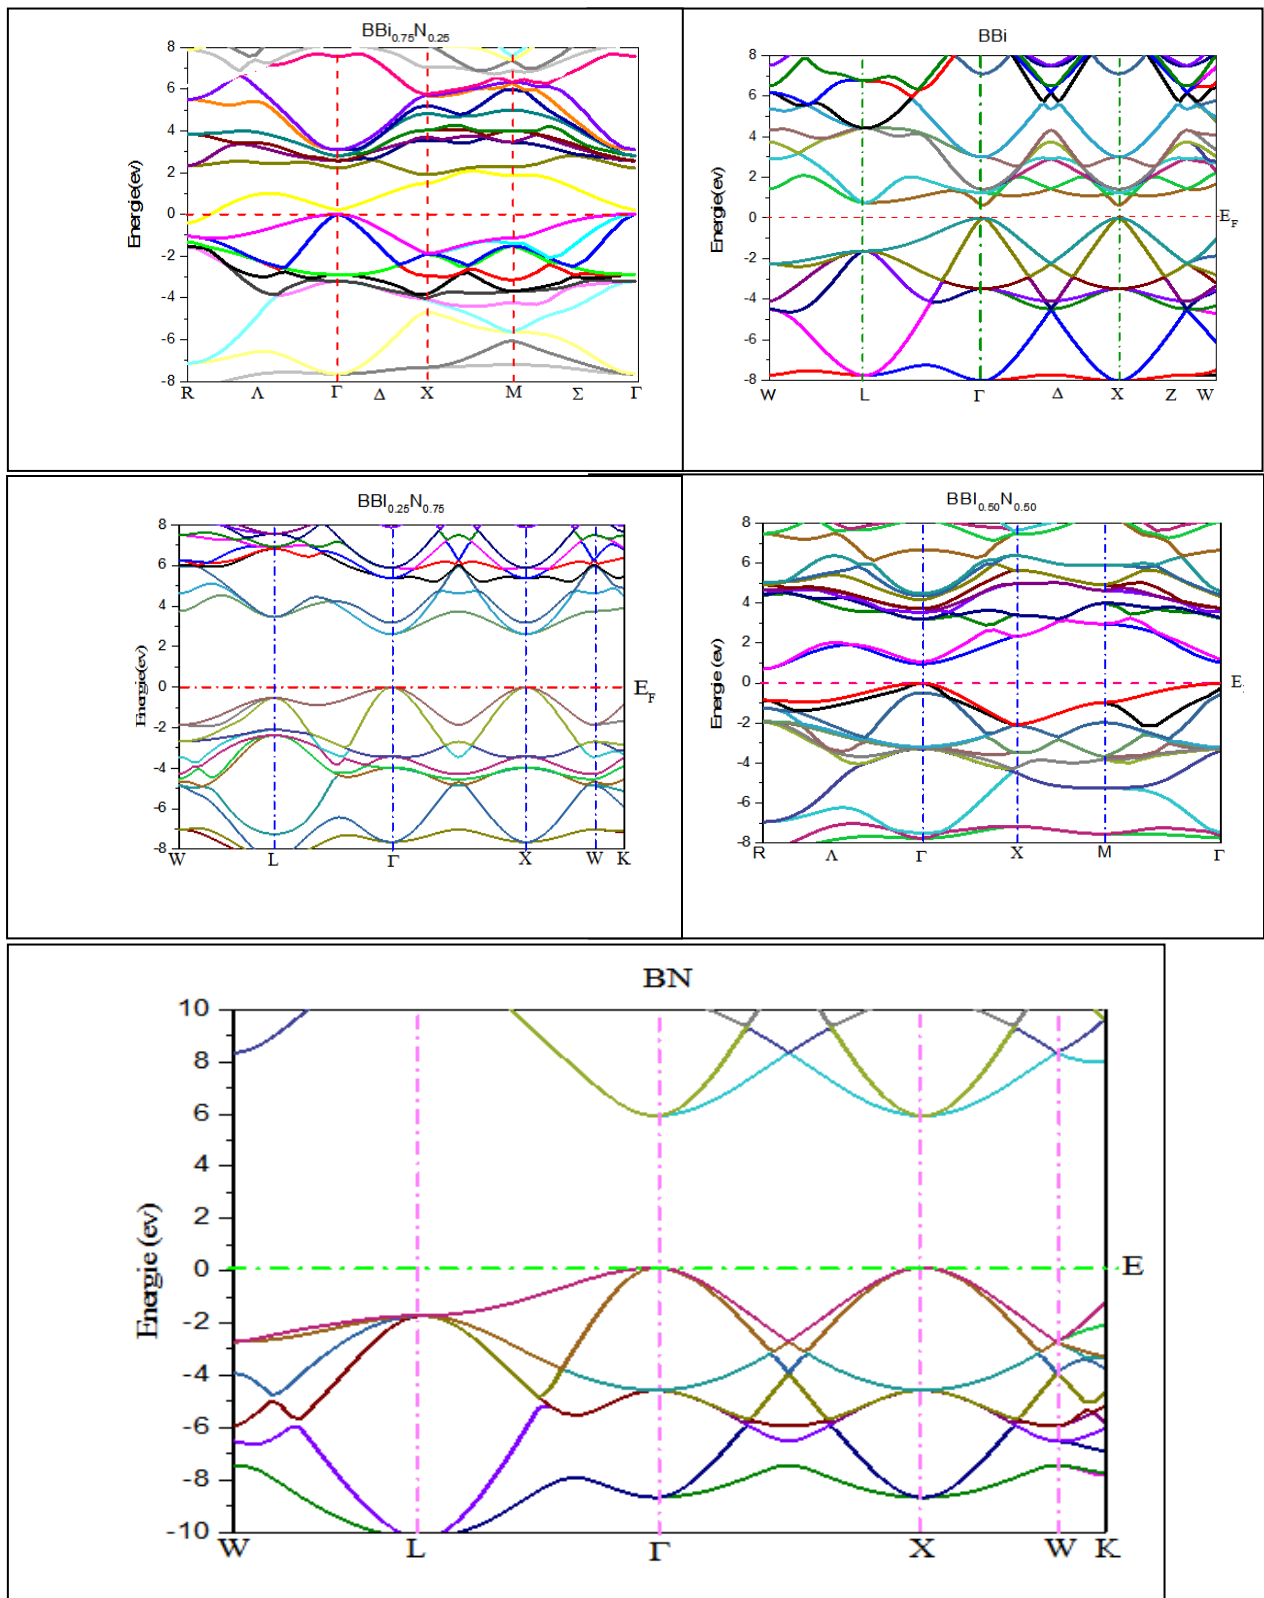 BBi0.75N0.25
Energie(ev)
8
6
4
2
0
-2
-4
-6
-8
R Λ Γ Δ X M Σ Γ
BBi
Energie(ev)
8
6
4
2
0
-2
-4
-6
-8
EF
W L Γ Δ X Z W
BBI0.25N0.75
Energie(ev)
8
6
4
2
0
-2
-4
-6
-8
EF
W L Γ X W K
BBI0.50N0.50
Energie (ev)
8
6
4
2
0
-2
-4
-6
-8
E
R Λ Γ X M Γ
BN
Energie (ev)
10
8
6
4
2
0
-2
-4
-6
-8
-10
E
W L Γ X W K